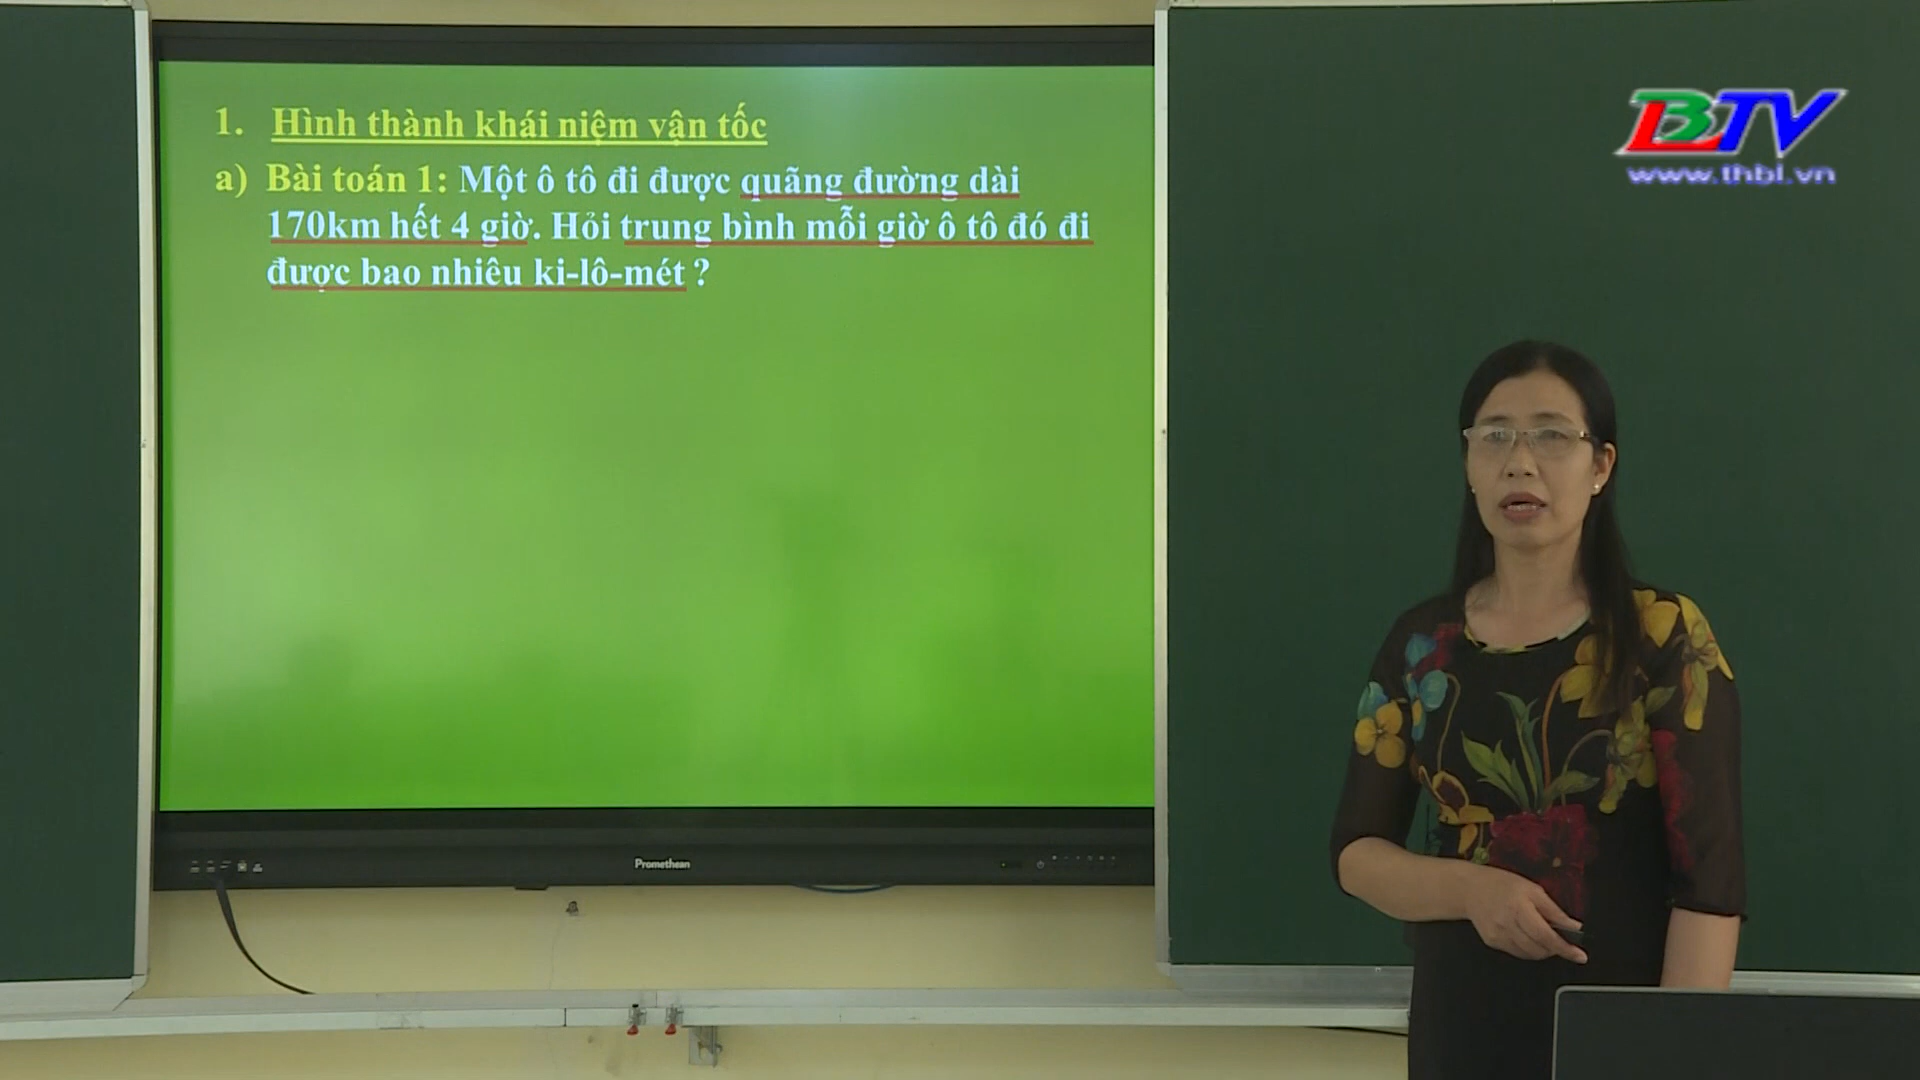 1. Hình thành khái niệm vận tốc
a) Bài toán 1: Một ô tô đi được quãng đường dài
170km hết 4 giờ. Hỏi trung bình mỗi giờ ô tô đó đi
được bao nhiêu ki-lô-mét ?
BTV
www.thbl.vn
Promethean